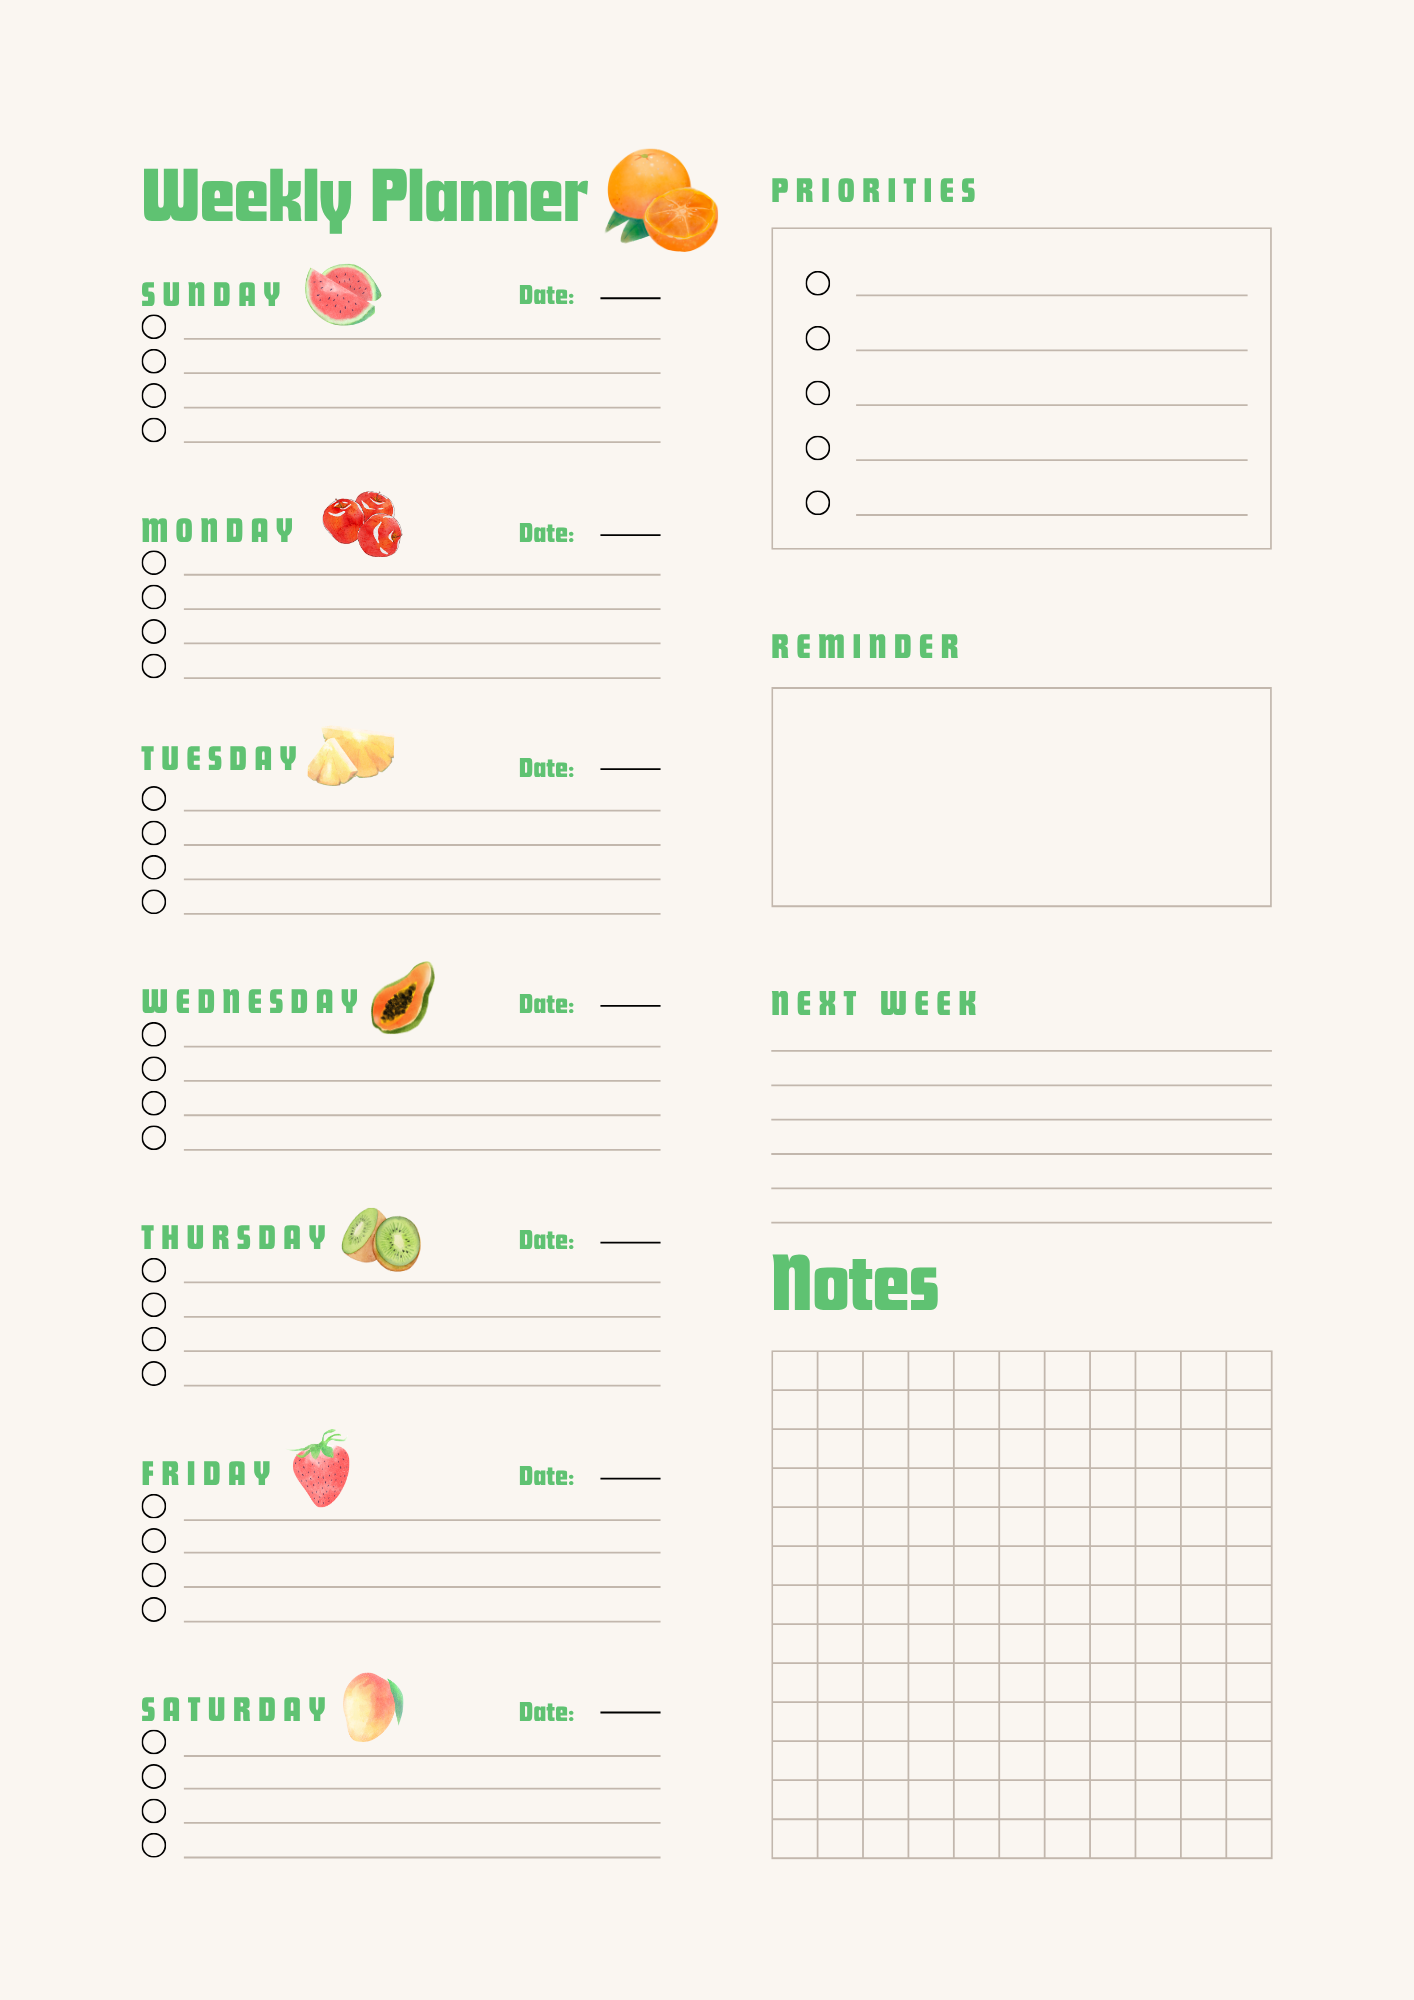 Weekly Planner
SUNDAY Date:
MONDAY Date:
TUESDAY Date:
WEDNESDAY Date:
THURSDAY Date:
FRIDAY Date:
SATURDAY Date:
PRIORITIES
REMINDER
NEXT WEEK
Notes